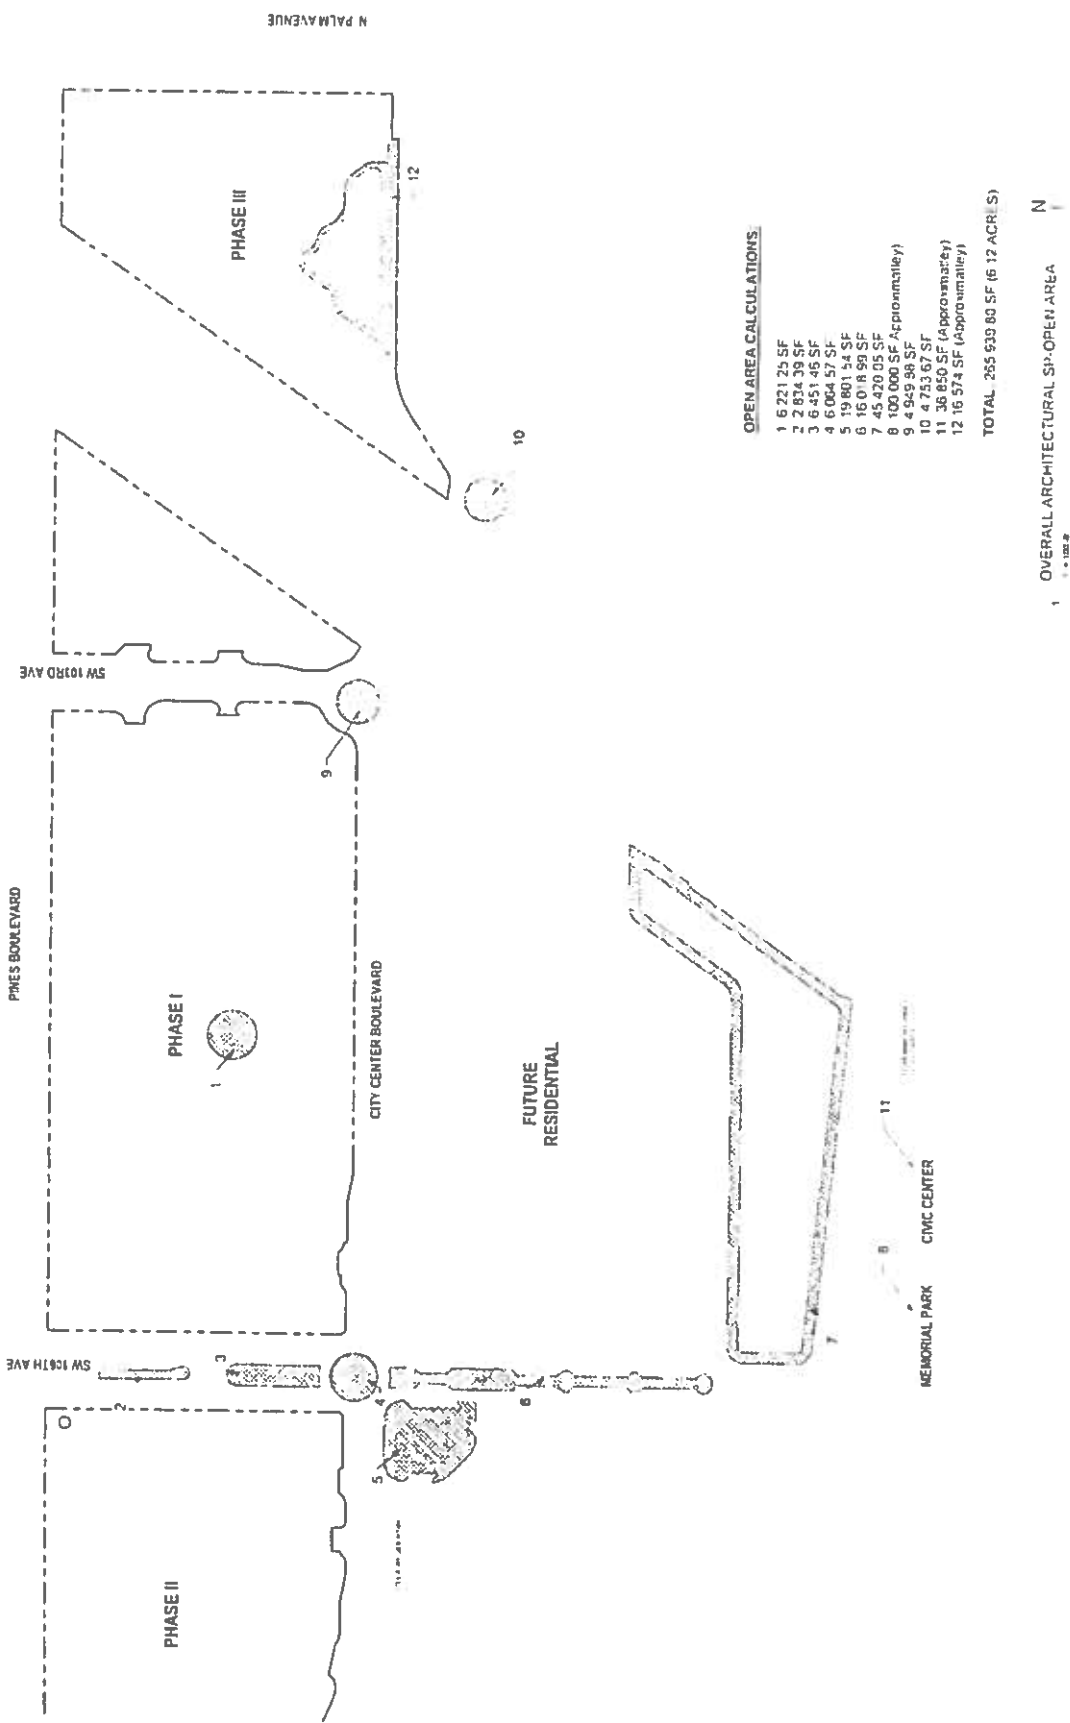 N PALM AVENUE
PHASE III
12
10
SW 103RD AVE
9
PINES BOULEVARD
PHASE I
1
CITY CENTER BOULEVARD
FUTURE
RESIDENTIAL
11
CIVIC CENTER
8
MEMORIAL PARK
7
SW 106TH AVE
2
3
4
5
6
PHASE II
OPEN AREA CALCULATIONS:
1 6 221 25 SF
2 2 834 39 SF
3 6 451 46 SF
4 6 064 57 SF
5 19 801 54 SF
6 16 018 99 SF
7 45 420 05 SF
8 100 000 SF Approximatley)
9 4 949 98 SF
10 4 753 67 SF
11 36 850 SF (Approximatley)
12 16 574 SF (Approximatley)
TOTAL 265 939 80 SF (6 12 ACRES)
1 OVERALL ARCHITECTURAL SP-OPEN AREA
N